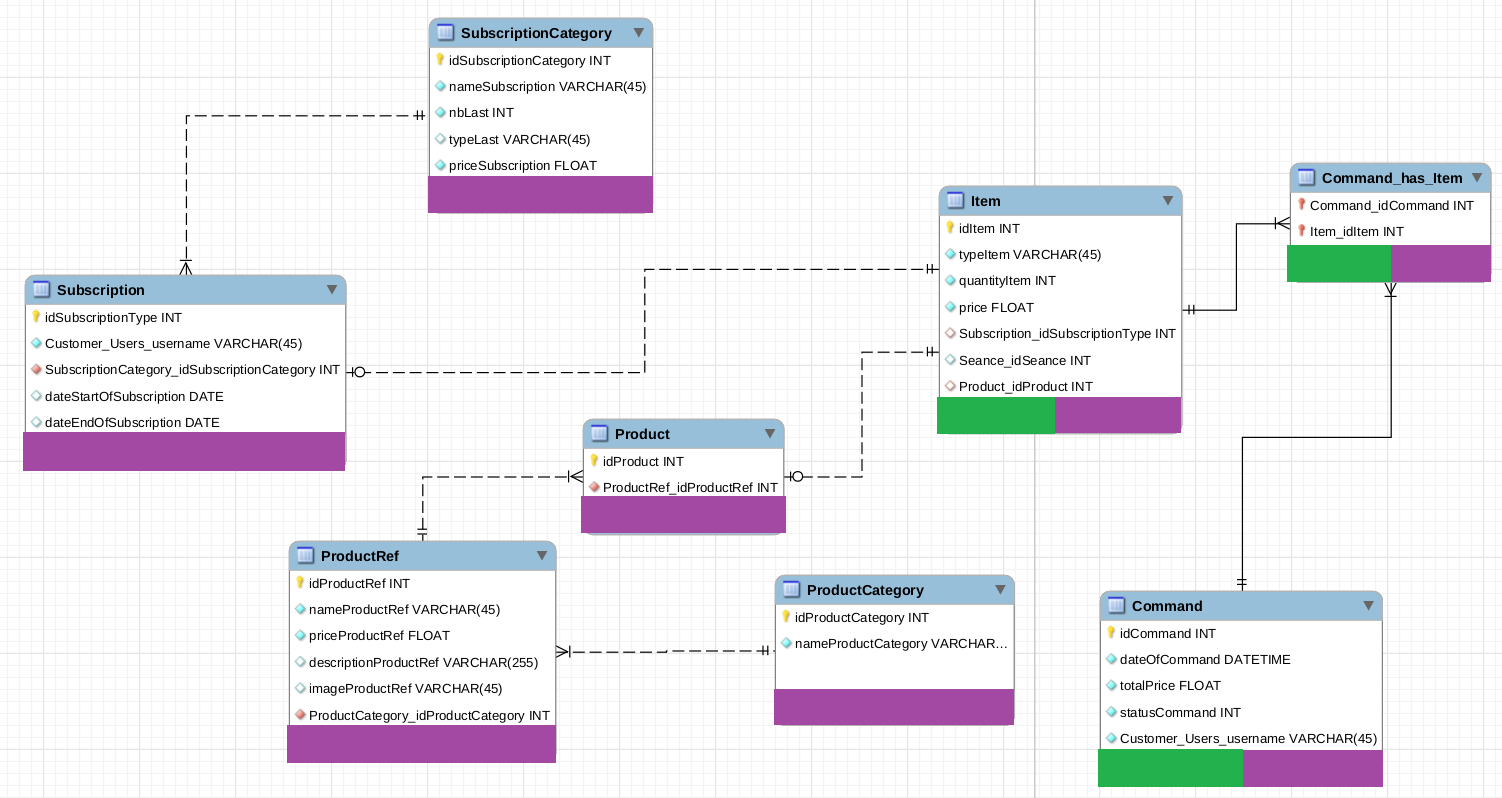 SubscriptionCategory
idSubscriptionCategory INT
nameSubscription VARCHAR(45)
nbLast INT
typeLast VARCHAR(45)
priceSubscription FLOAT
Subscription
idSubscriptionType INT
Customer_Users_username VARCHAR(45)
SubscriptionCategory_idSubscriptionCategory INT
dateStartOfSubscription DATE
dateEndOfSubscription DATE
Item
idItem INT
typeItem VARCHAR(45)
quantityItem INT
price FLOAT
Subscription_idSubscriptionType INT
Seance_idSeance INT
Product_idProduct INT
Command_has_Item
Command_idCommand INT
Item_idItem INT
Product
idProduct INT
ProductRef_idProductRef INT
ProductRef
idProductRef INT
nameProductRef VARCHAR(45)
priceProductRef FLOAT
descriptionProductRef VARCHAR(255)
imageProductRef VARCHAR(45)
ProductCategory_idProductCategory INT
ProductCategory
idProductCategory INT
nameProductCategory VARCHAR...
Command
idCommand INT
dateOfCommand DATETIME
totalPrice FLOAT
statusCommand INT
Customer_Users_username VARCHAR(45)